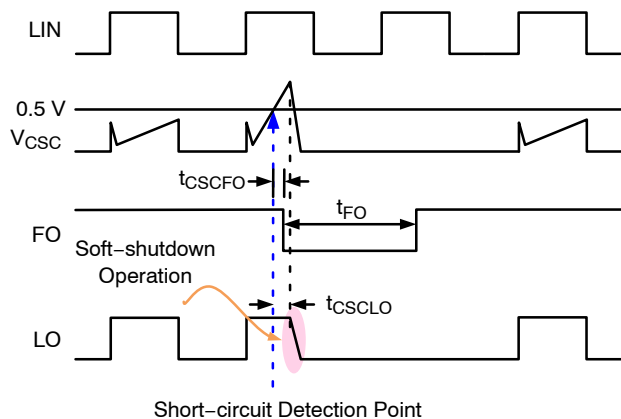 LIN
0.5 V
VCSC
tCSCFO
tFO
FO
Soft−shutdown
Operation
tCSCLO
LO
Short−circuit Detection Point